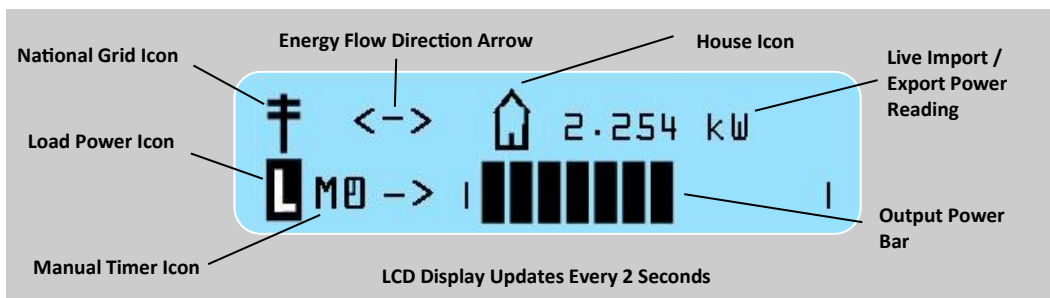 Energy Flow Direction Arrow
House Icon
National Grid Icon
Live Import /
Export Power
Reading
<-> 2.254 kW
Load Power Icon
L M ->
Output Power
Bar
Manual Timer Icon
LCD Display Updates Every 2 Seconds